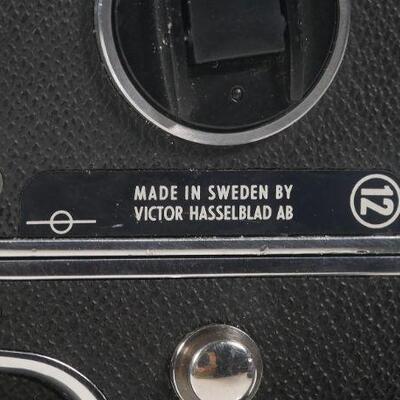 MADE IN SWEDEN BY
VICTOR HASSELBLAD AB
12